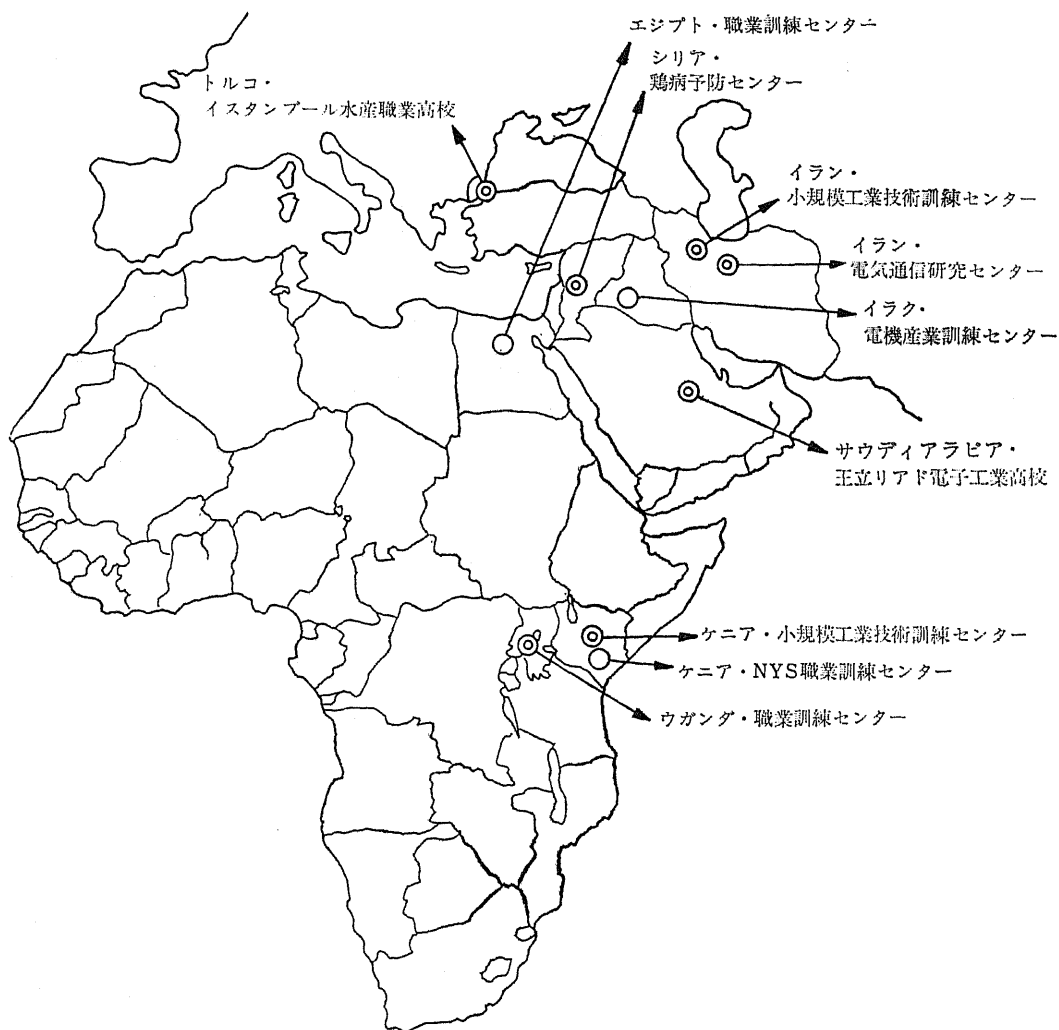 エジプト・職業訓練センター
シリア・
鶏病予防センター
トルコ・
イスタンブール水産職業高校
イラン・
小規模工業技術訓練センター
イラン・
電気通信研究センター
イラク・
電機産業訓練センター
サウディアラビア・
王立リアド電子工業高校
ケニア・小規模工業技術訓練センター
ケニア・NYS職業訓練センター
ウガンダ・職業訓練センター